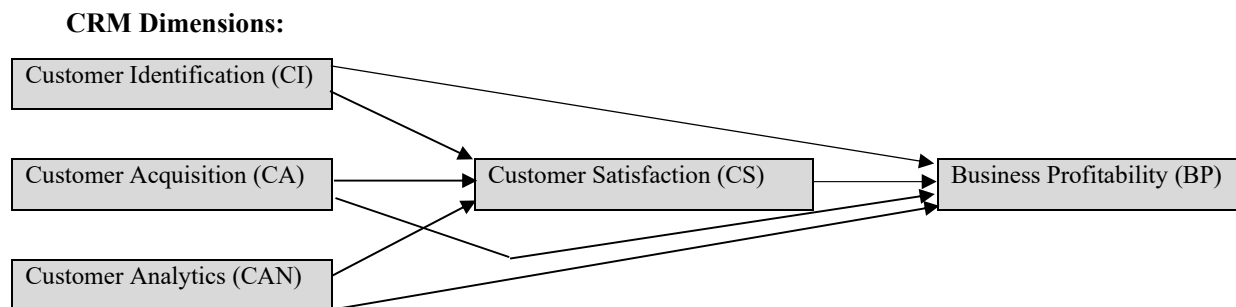 CRM Dimensions:
Customer Identification (CI)
Customer Acquisition (CA)
Customer Satisfaction (CS)
Business Profitability (BP)
Customer Analytics (CAN)